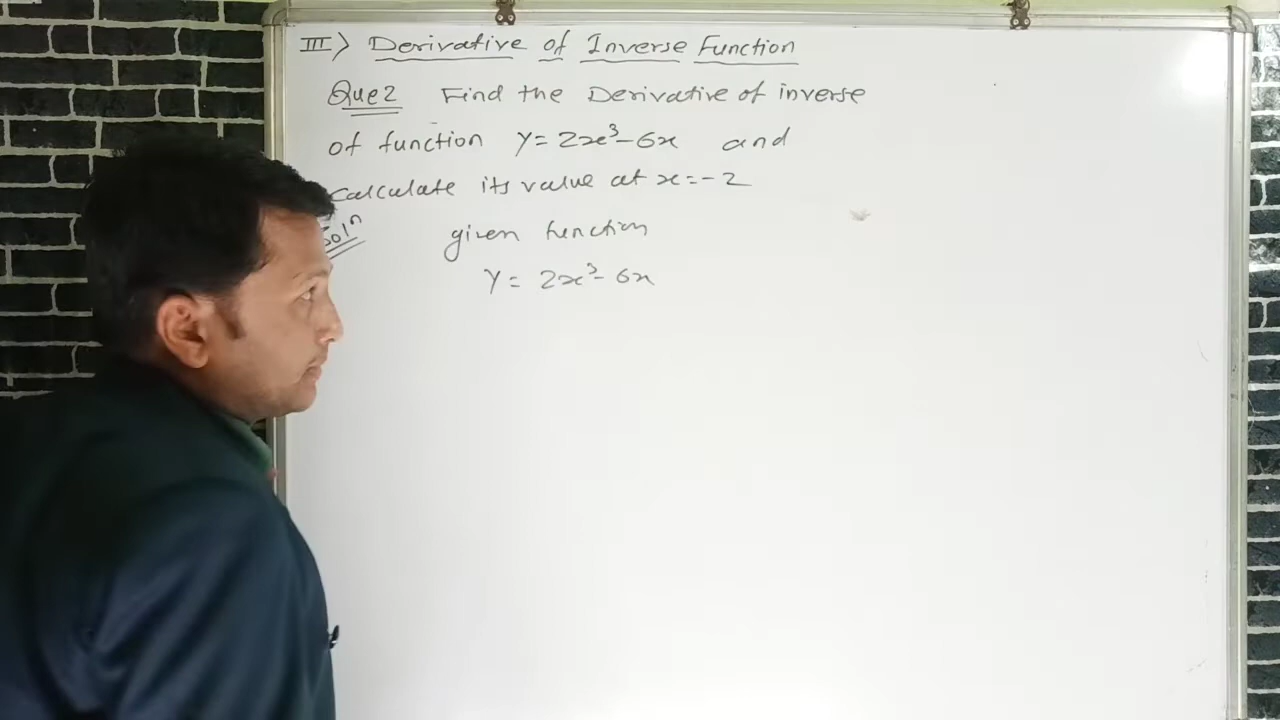 III) Derivative of Inverse Function
Que2 Find the Derivative of inverse
of function y=2x³-6x and
calculate its value at x=-2
Solⁿ given function
y= 2x³- 6x